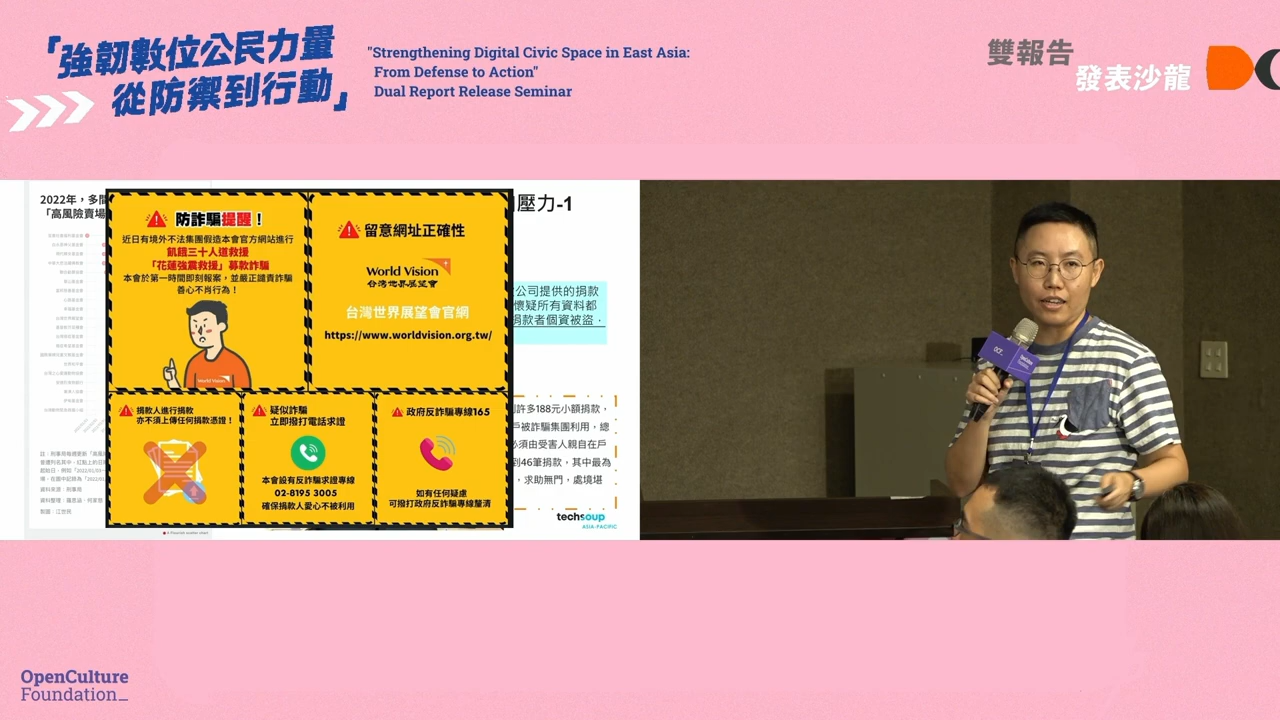 「強韌數位公民力量
從防禦到行動」
"Strengthening Digital Civic Space in East Asia:
From Defense to Action"
Dual Report Release Seminar
雙報告
發表沙龍
2022年，多間
「高風險賣場
壓力-1
防詐騙提醒！
近日有境外不法集團假造本會官方網站進行
飢餓三十人道救援
「花蓮強震救援」募款詐騙
本會於第一時間即刻報案，並嚴正譴責詐騙
善心不肖行為！
World Vision
留意網址正確性
World Vision
台灣世界展望會
台灣世界展望會官網
https://www.worldvision.org.tw/
公司提供的捐款
懷疑所有資料都
捐款者個資被盜．
捐款人進行捐款
亦不須上傳任何捐款憑證！
疑似詐騙
立即撥打電話求證
本會設有反詐騙求證專線
02-8195 3005
確保捐款人愛心不被利用
政府反詐騙專線165
如有任何疑慮
可撥打政府反詐騙專線釐清
許多188元小額捐款，
戶被詐騙集團利用，總
必須由受害人親自在戶
到46筆捐款，其中最為
，求助無門，處境堪
techsoup
ASIA-PACIFIC
OpenCulture
Foundation_